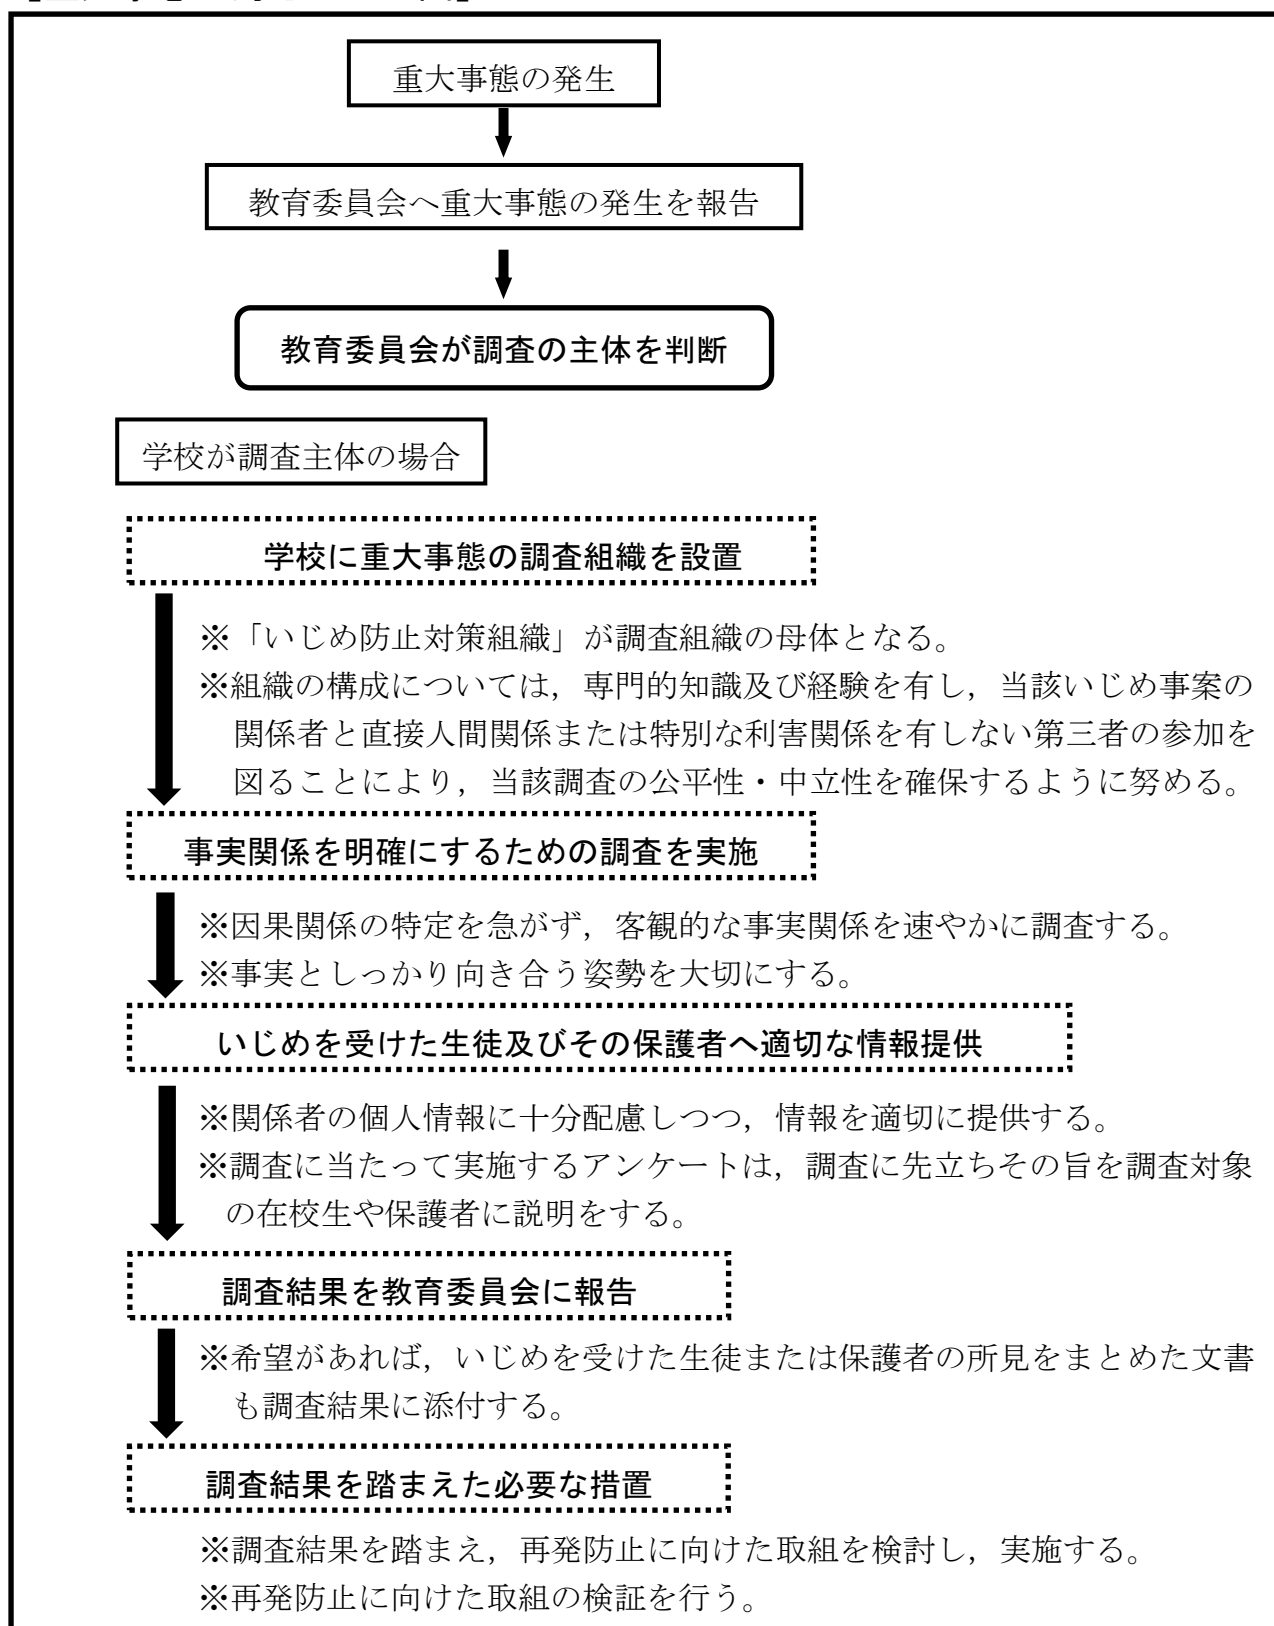 重大事態の発生
教育委員会へ重大事態の発生を報告
教育委員会が調査の主体を判断
学校が調査主体の場合
学校に重大事態の調査組織を設置
※「いじめ防止対策組織」が調査組織の母体となる。
※組織の構成については，専門的知識及び経験を有し，当該いじめ事案の
関係者と直接人間関係または特別な利害関係を有しない第三者の参加を
図ることにより，当該調査の公平性・中立性を確保するように努める。
事実関係を明確にするための調査を実施
※因果関係の特定を急がず，客観的な事実関係を速やかに調査する。
※事実としっかり向き合う姿勢を大切にする。
いじめを受けた生徒及びその保護者へ適切な情報提供
※関係者の個人情報に十分配慮しつつ，情報を適切に提供する。
※調査に当たって実施するアンケートは，調査に先立ちその旨を調査対象
の在校生や保護者に説明をする。
調査結果を教育委員会に報告
※希望があれば，いじめを受けた生徒または保護者の所見をまとめた文書
も調査結果に添付する。
調査結果を踏まえた必要な措置
※調査結果を踏まえ，再発防止に向けた取組を検討し，実施する。
※再発防止に向けた取組の検証を行う。